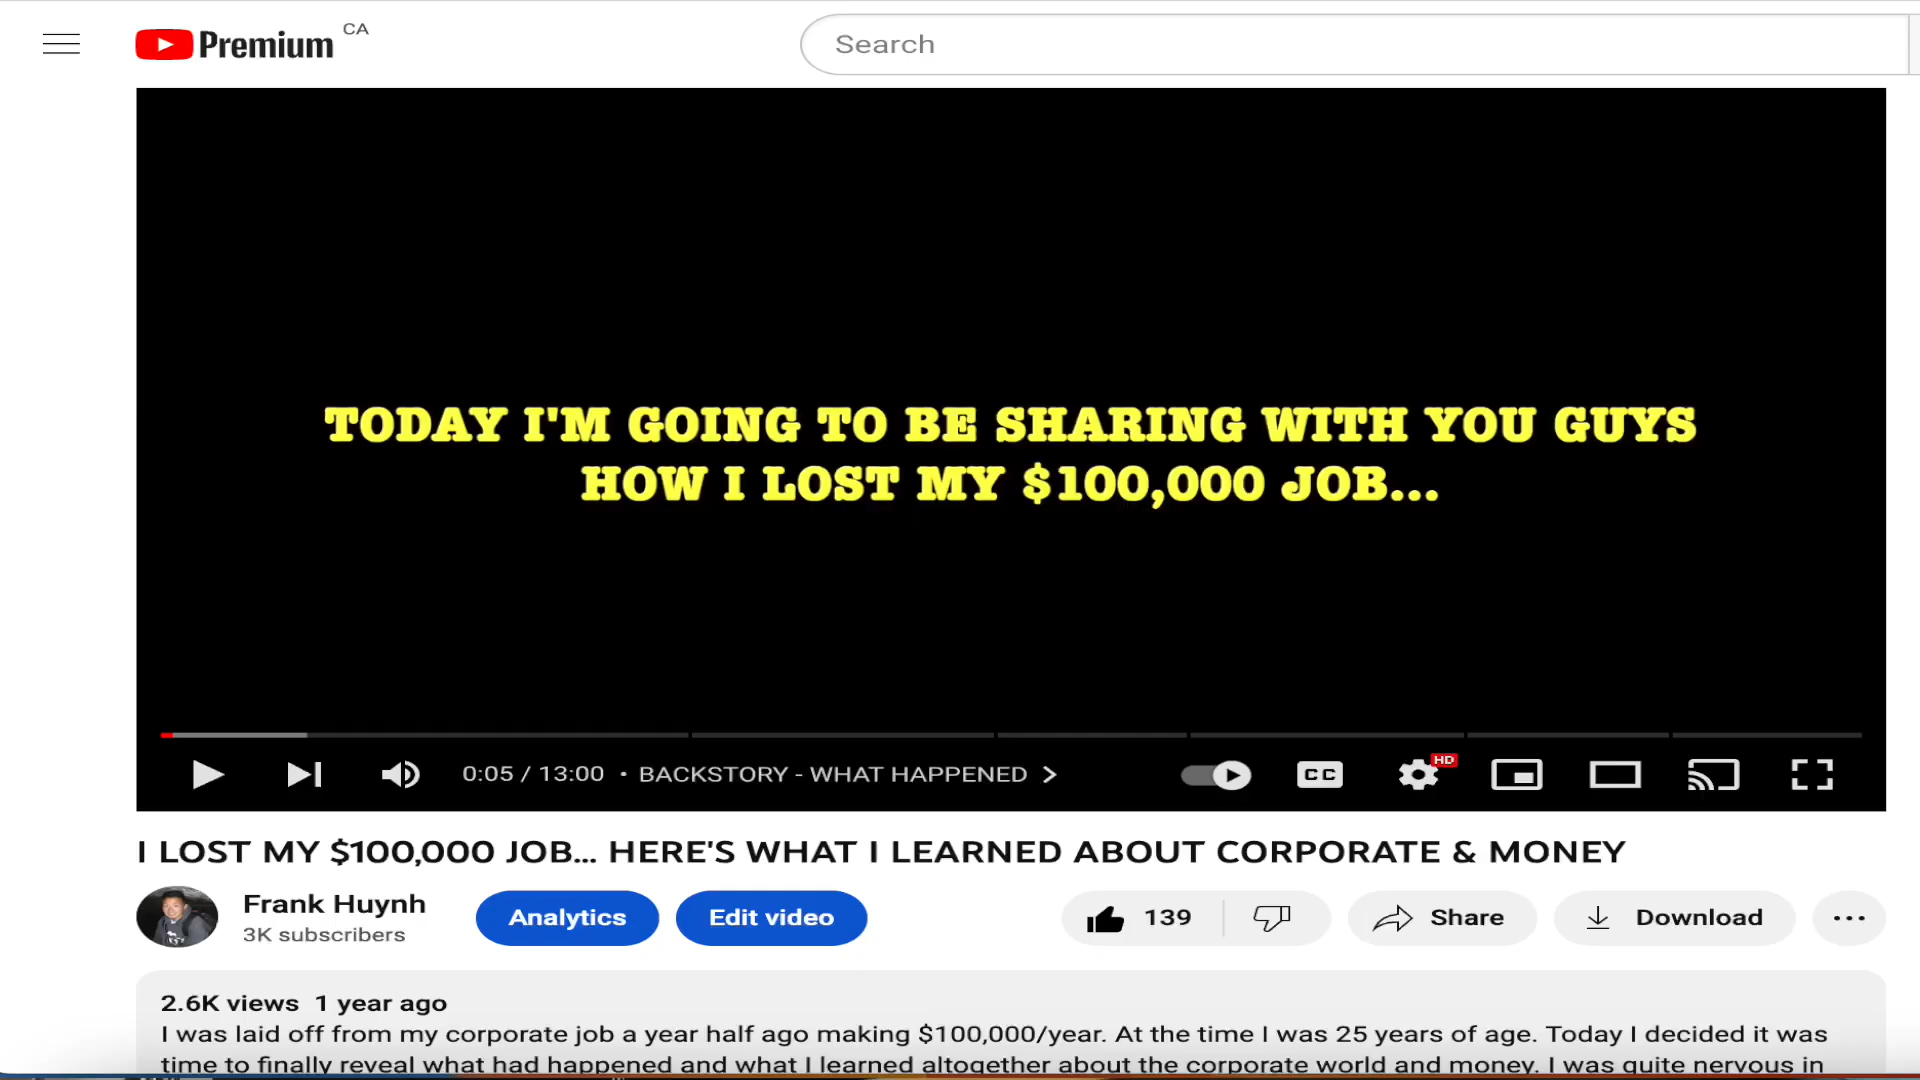 Premium CA
Search
TODAY I'M GOING TO BE SHARING WITH YOU GUYS
HOW I LOST MY $100,000 JOB...
0:05 / 13:00 • BACKSTORY - WHAT HAPPENED
CC
HD
I LOST MY $100,000 JOB... HERE'S WHAT I LEARNED ABOUT CORPORATE & MONEY
Frank Huynh
3K subscribers
Analytics
Edit video
139
Share
Download
2.6K views 1 year ago
I was laid off from my corporate job a year half ago making $100,000/year. At the time I was 25 years of age. Today I decided it was
time to finally reveal what had happened and what I learned altogether about the corporate world and money. I was quite nervous in